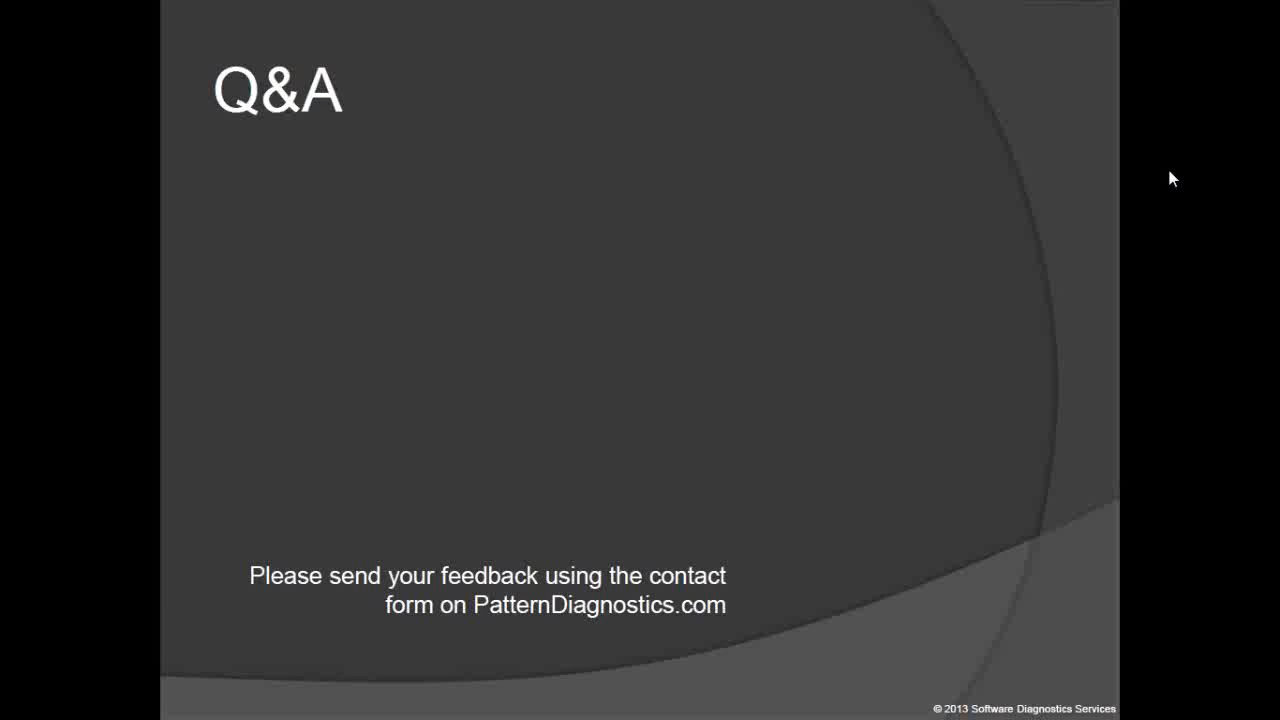 Q&A
Please send your feedback using the contact
form on PatternDiagnostics.com
© 2013 Software Diagnostics Services